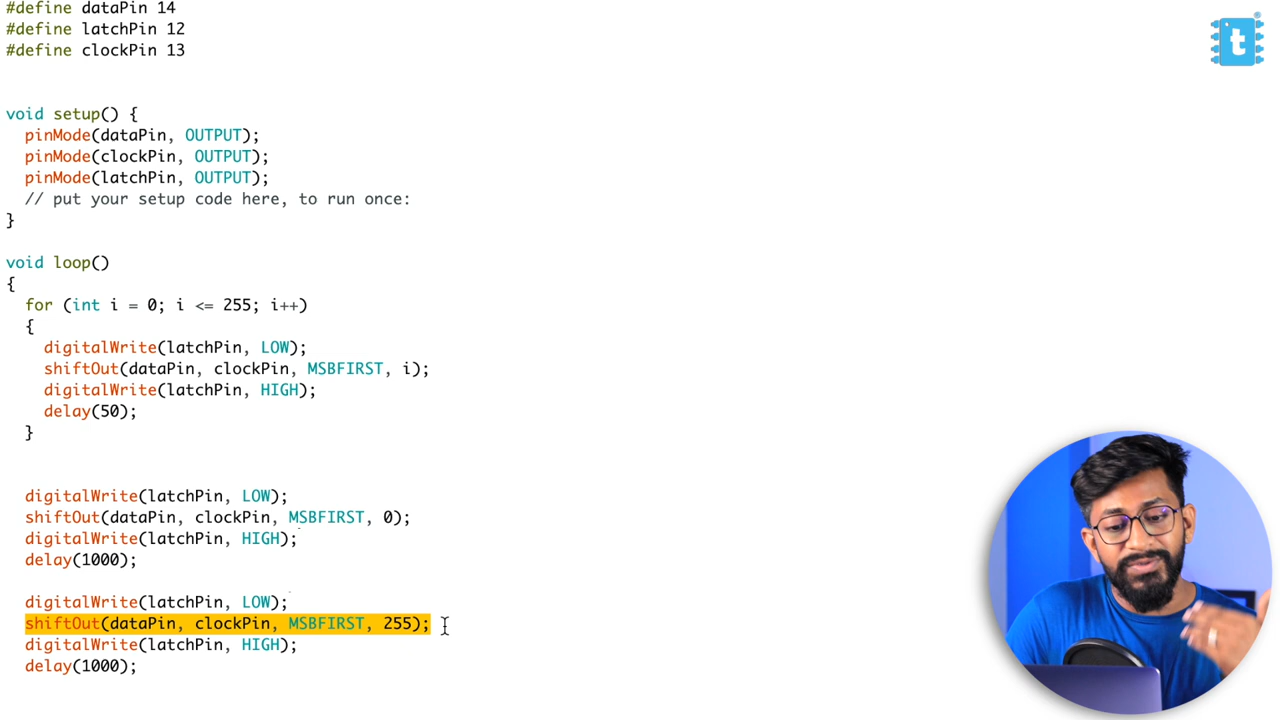 #define dataPin 14
#define latchPin 12
#define clockPin 13
void setup() {
pinMode(dataPin, OUTPUT);
pinMode(clockPin, OUTPUT);
pinMode(latchPin, OUTPUT);
// put your setup code here, to run once:
}
void loop()
{
for (int i = 0; i <= 255; i++)
{
digitalWrite(latchPin, LOW);
shiftOut(dataPin, clockPin, MSBFIRST, i);
digitalWrite(latchPin, HIGH);
delay(50);
}
digitalWrite(latchPin, LOW);
shiftOut(dataPin, clockPin, MSBFIRST, 0);
digitalWrite(latchPin, HIGH);
delay(1000);
digitalWrite(latchPin, LOW);
shiftOut(dataPin, clockPin, MSBFIRST, 255);
digitalWrite(latchPin, HIGH);
delay(1000);
t